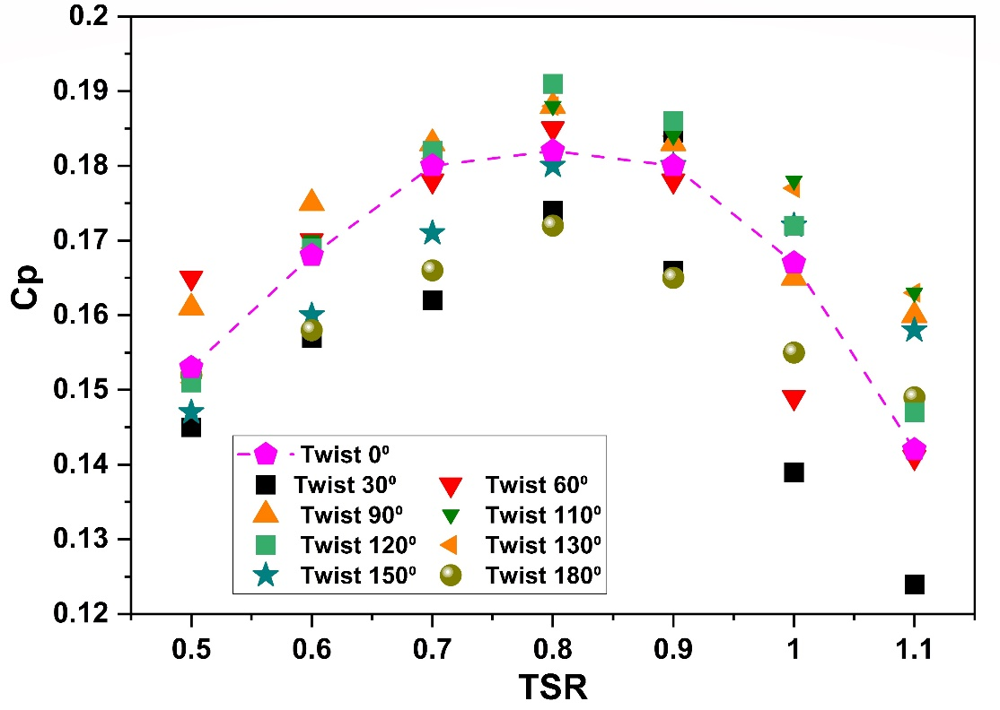 0.2
0.19
0.18
0.17
0.16
0.15
0.14
0.13
0.12
Cp
Twist 0º
Twist 30º Twist 60º
Twist 90º Twist 110º
Twist 120º Twist 130º
Twist 150º Twist 180º
0.5 0.6 0.7 0.8 0.9 1 1.1
TSR